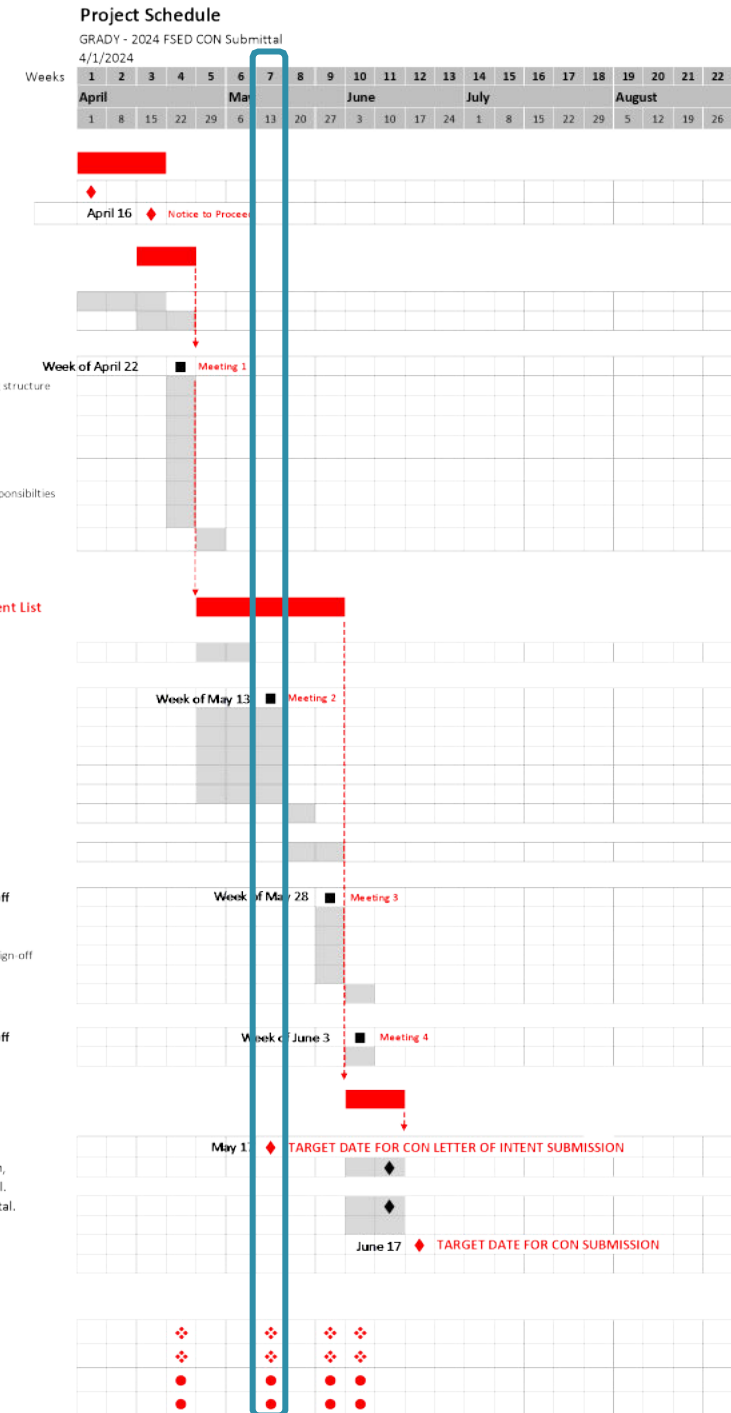 Project Schedule
GRADY - 2024 FSED CON Submittal
4/1/2024
Weeks 1 2 3 4 5 6 7 8 9 10 11 12 13 14 15 16 17 18 19 20 21 22
April May June July August
1 8 15 22 29 6 13 20 27 3 10 17 24 1 8 15 22 29 5 12 19 26
April 16 Notice to Proceed
Week of April 22 Meeting 1
structure
ponsibilties
ent List
Week of May 13 Meeting 2
ff
Week of May 28 Meeting 3
ign-off
ff
Week of June 3 Meeting 4
May 17 TARGET DATE FOR CON LETTER OF INTENT SUBMISSION
n,
l.
tal.
June 17 TARGET DATE FOR CON SUBMISSION